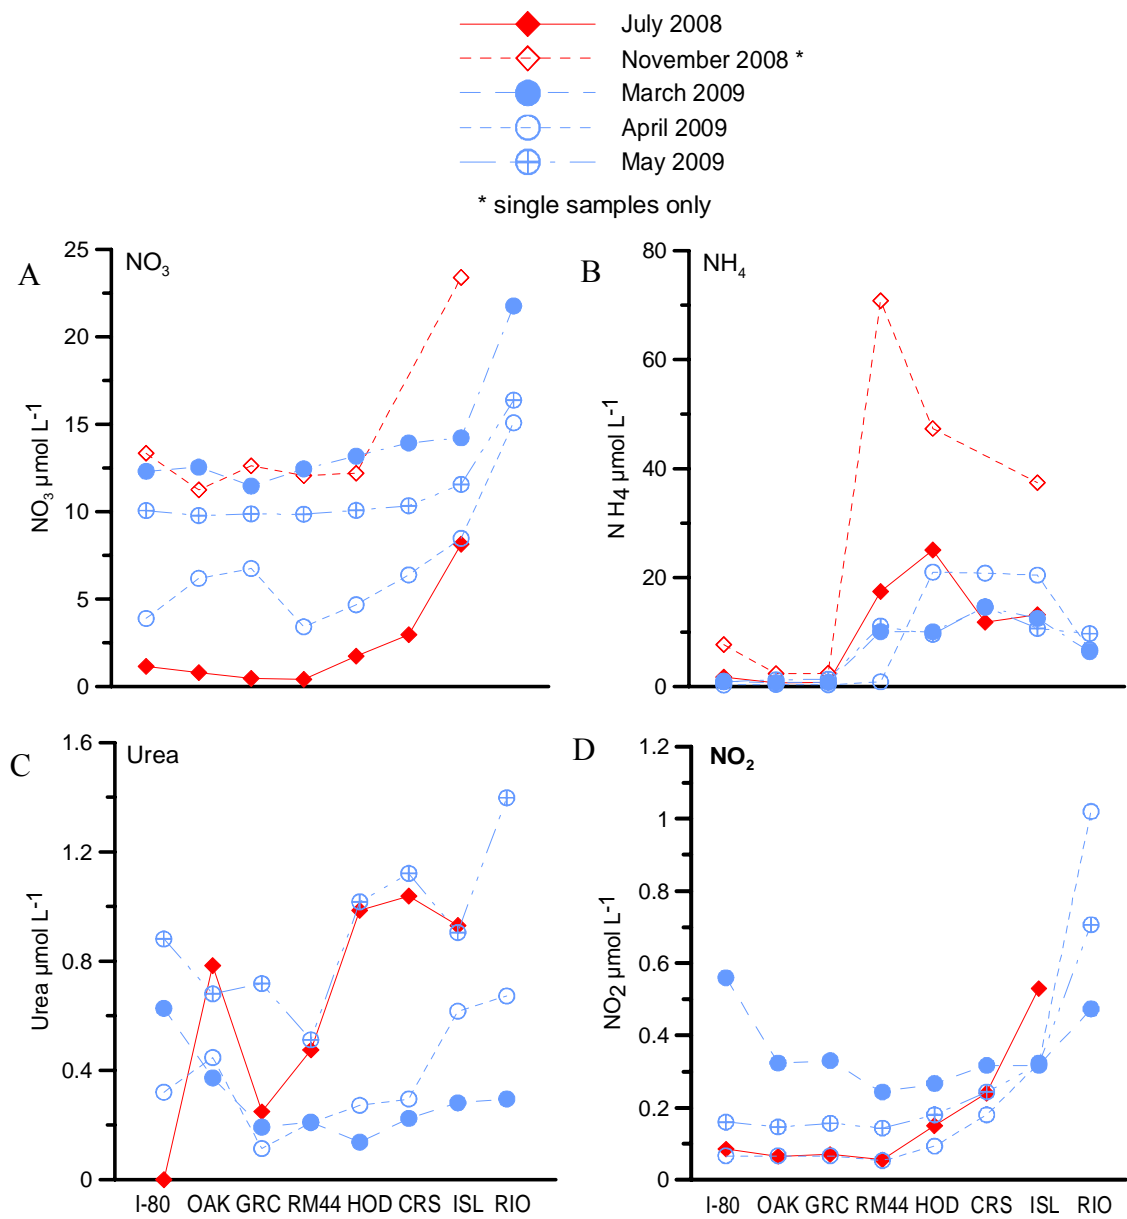 July 2008
November 2008 *
March 2009
April 2009
May 2009
* single samples only
A
NO3
25
20
15
10
5
0
NO3 µmol L-1
B
NH4
80
60
40
20
0
N H4 µmol L-1
C
Urea
1.6
1.2
0.8
0.4
0
Urea µmol L-1
I-80 OAK GRC RM44 HOD CRS ISL RIO
D
NO2
1.2
1
0.8
0.6
0.4
0.2
0
NO2 µmol L-1
I-80 OAK GRC RM44 HOD CRS ISL RIO